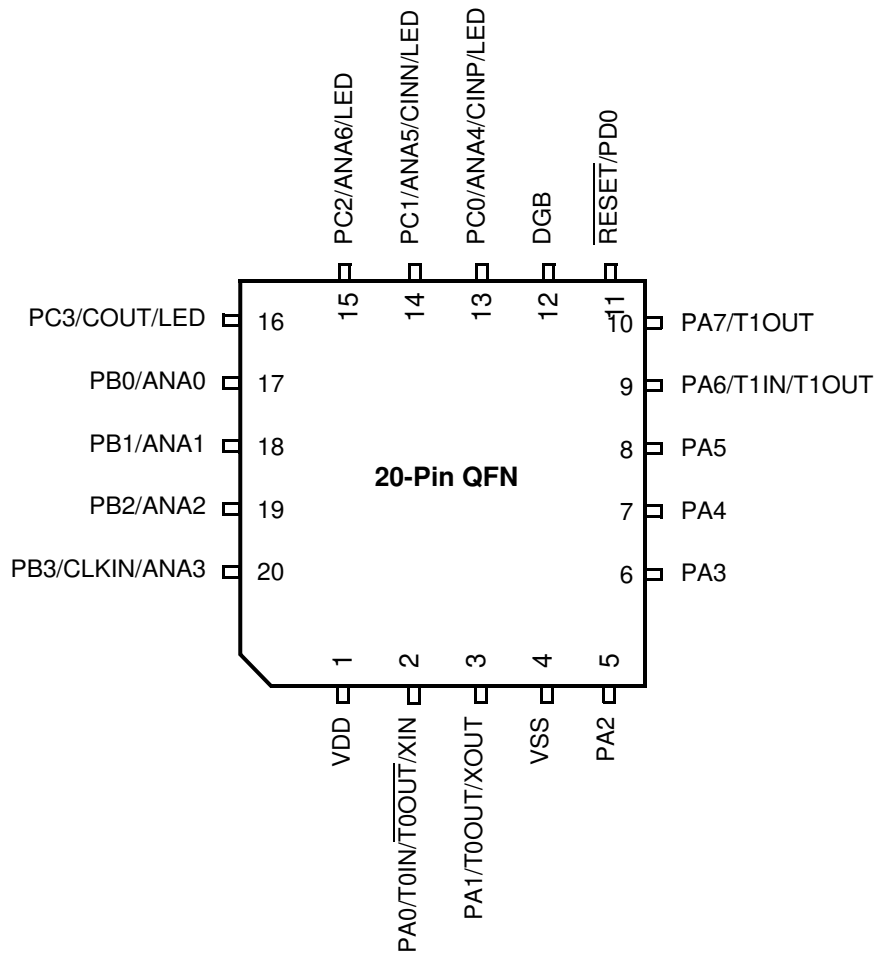 PC2/ANA6/LED
PC1/ANA5/CINN/LED
PC0/ANA4/CINP/LED
DGB
RESET/PD0
15
14
13
12
11
PC3/COUT/LED
16
10
PA7/T1OUT
PB0/ANA0
17
9
PA6/T1IN/T1OUT
PB1/ANA1
18
8
PA5
20-Pin QFN
PB2/ANA2
19
7
PA4
PB3/CLKIN/ANA3
20
6
PA3
1
2
3
4
5
VDD
PA0/T0IN/T0OUT/XIN
PA1/T0OUT/XOUT
VSS
PA2